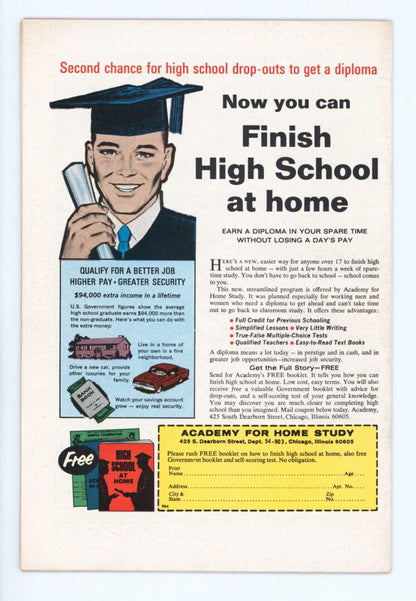 Second chance for high school drop-outs to get a diploma
Now you can
Finish
High School
at home
EARN A DIPLOMA IN YOUR SPARE TIME
WITHOUT LOSING A DAY'S PAY
QUALIFY FOR A BETTER JOB
HIGHER PAY • GREATER SECURITY
$94,000 extra income in a lifetime
U.S. Government figures show the average
high school graduate earns $94,000 more than
the non-graduate. Here's what you can do with
the extra money:
Live in a home of
your own in a fine
neighborhood.
Drive a new car, provide
other luxuries for your
family.
BANK
BOOK
Watch your savings account
grow — enjoy real security.
HERE'S A NEW, easier way for anyone over 17 to finish high
school at home — with just a few hours a week of spare-
time study. You don't have to go back to school — school comes
to you.
This new, streamlined program is offered by Academy for
Home Study. It was planned especially for working men and
women who need a diploma to get ahead and can't take time
out to go back to classroom study. It offers these advantages:
• Full Credit for Previous Schooling
• Simplified Lessons • Very Little Writing
• True-False Multiple-Choice Tests
• Qualified Teachers • Easy-to-Read Text Books
A diploma means a lot today — in prestige and in cash, and in
greater job opportunities—increased job security.
Get the Full Story—FREE
Send for Academy's FREE booklet. It tells you how you can
finish high school at home. Low cost, easy terms. You will also
receive free a valuable Government booklet with advice for
drop-outs, and a self-scoring test of your general knowledge.
You may discover you are much closer to completing high
school than you imagined. Mail coupon below today. Academy,
425 South Dearborn Street, Chicago, Illinois 60605.
Free
HIGH
SCHOOL
AT
HOME
ACADEMY FOR HOME STUDY
425 S. Dearborn Street, Dept. 54-903, Chicago, Illinois 60605
Please rush FREE booklet on how to finish high school at home, also free
Government booklet and self-scoring test. No obligation.
Print
Name Age
Address Apt. No.
City & Zip
State No.